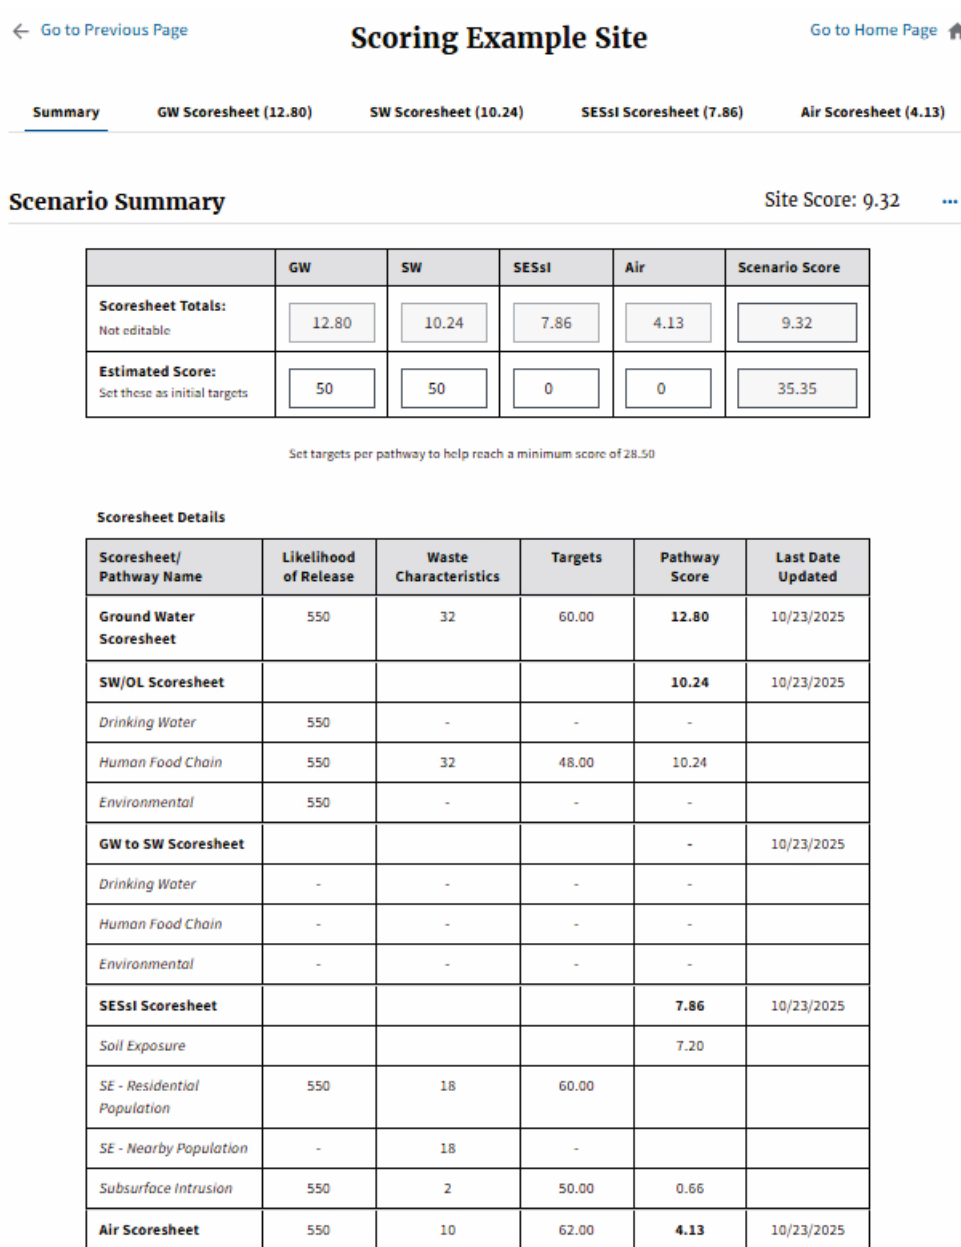 ← Go to Previous Page
Scoring Example Site
Go to Home Page
Summary
GW Scoresheet (12.80)
SW Scoresheet (10.24)
SESsI Scoresheet (7.86)
Air Scoresheet (4.13)
Scenario Summary
Site Score: 9.32
...
GW SW SESsI Air Scenario Score
Scoresheet Totals:
Not editable
12.80 10.24 7.86 4.13 9.32
Estimated Score:
Set these as initial targets
50 50 0 0 35.35
Set targets per pathway to help reach a minimum score of 28.50
Scoresheet Details
Scoresheet/
Pathway Name
Likelihood
of Release
Waste
Characteristics
Targets
Pathway
Score
Last Date
Updated
Ground Water
Scoresheet
550 32 60.00 12.80 10/23/2025
SW/OL Scoresheet 10.24 10/23/2025
Drinking Water 550 - - -
Human Food Chain 550 32 48.00 10.24
Environmental 550 - - -
GW to SW Scoresheet - 10/23/2025
Drinking Water - - - -
Human Food Chain - - - -
Environmental - - - -
SESsI Scoresheet 7.86 10/23/2025
Soil Exposure 7.20
SE - Residential
Population
550 18 60.00
SE - Nearby Population - 18 -
Subsurface Intrusion 550 2 50.00 0.66
Air Scoresheet 550 10 62.00 4.13 10/23/2025